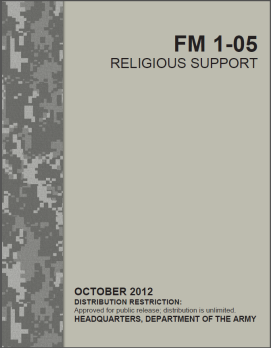 FM 1-05
RELIGIOUS SUPPORT
OCTOBER 2012
DISTRIBUTION RESTRICTION:
Approved for public release; distribution is unlimited.
HEADQUARTERS, DEPARTMENT OF THE ARMY